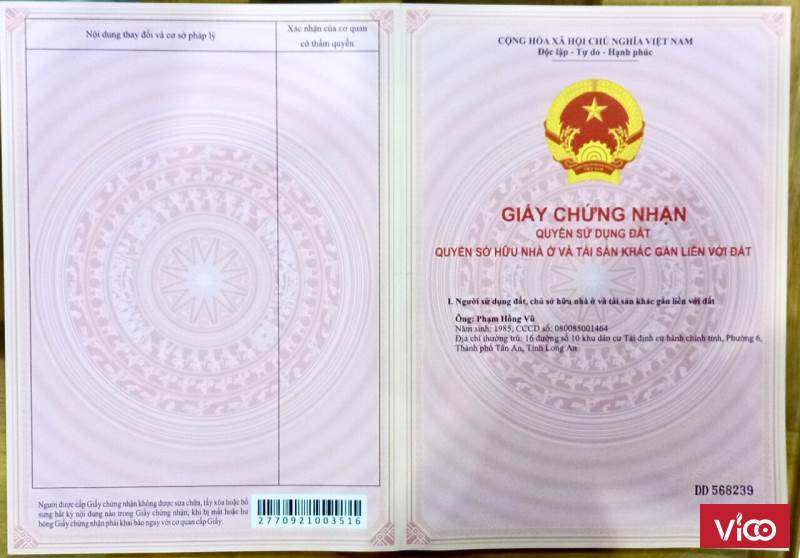 Nội dung thay đổi và cơ sở pháp lý
Xác nhận của cơ quan
có thẩm quyền
Người được cấp Giấy chứng nhận không được sửa chữa, tẩy xóa hoặc bổ
sung bất kỳ nội dung nào trong Giấy chứng nhận; khi bị mất hoặc hư
hỏng Giấy chứng nhận phải khai báo ngay với cơ quan cấp Giấy.
2770921003516
CỘNG HÒA XÃ HỘI CHỦ NGHĨA VIỆT NAM
Độc lập - Tự do - Hạnh phúc
VIỆT NAM
GIẤY CHỨNG NHẬN
QUYỀN SỬ DỤNG ĐẤT
QUYỀN SỞ HỮU NHÀ Ở VÀ TÀI SẢN KHÁC GẮN LIỀN VỚI ĐẤT
I. Người sử dụng đất, chủ sở hữu nhà ở và tài sản khác gắn liền với đất
Ông: Phạm Hồng Vũ
Năm sinh: 1985, CCCD số: 080085001464
Địa chỉ thường trú: 16 đường số 10 khu dân cư Tái định cư hành chính tỉnh, Phường 6,
Thành phố Tân An, Tỉnh Long An
DD 568239
Vico